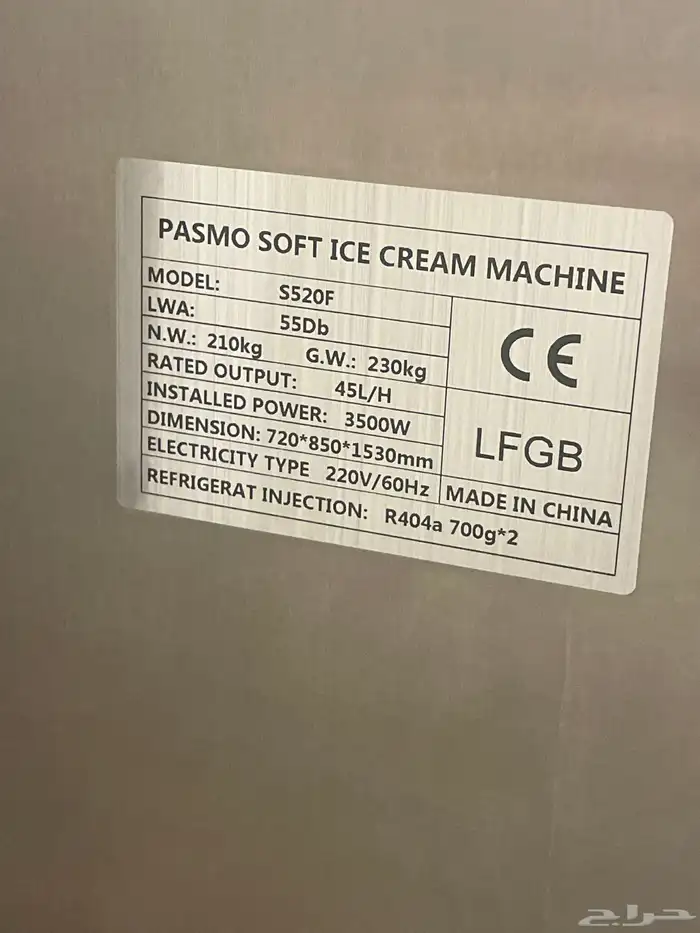 PASMO SOFT ICE CREAM MACHINE
MODEL: S520F
LWA: 55Db
N.W.: 210kg G.W.: 230kg
RATED OUTPUT: 45L/H
INSTALLED POWER: 3500W
DIMENSION: 720*850*1530mm
ELECTRICITY TYPE 220V/60Hz
REFRIGERAT INJECTION: R404a 700g*2
CE
LFGB
MADE IN CHINA
حراج